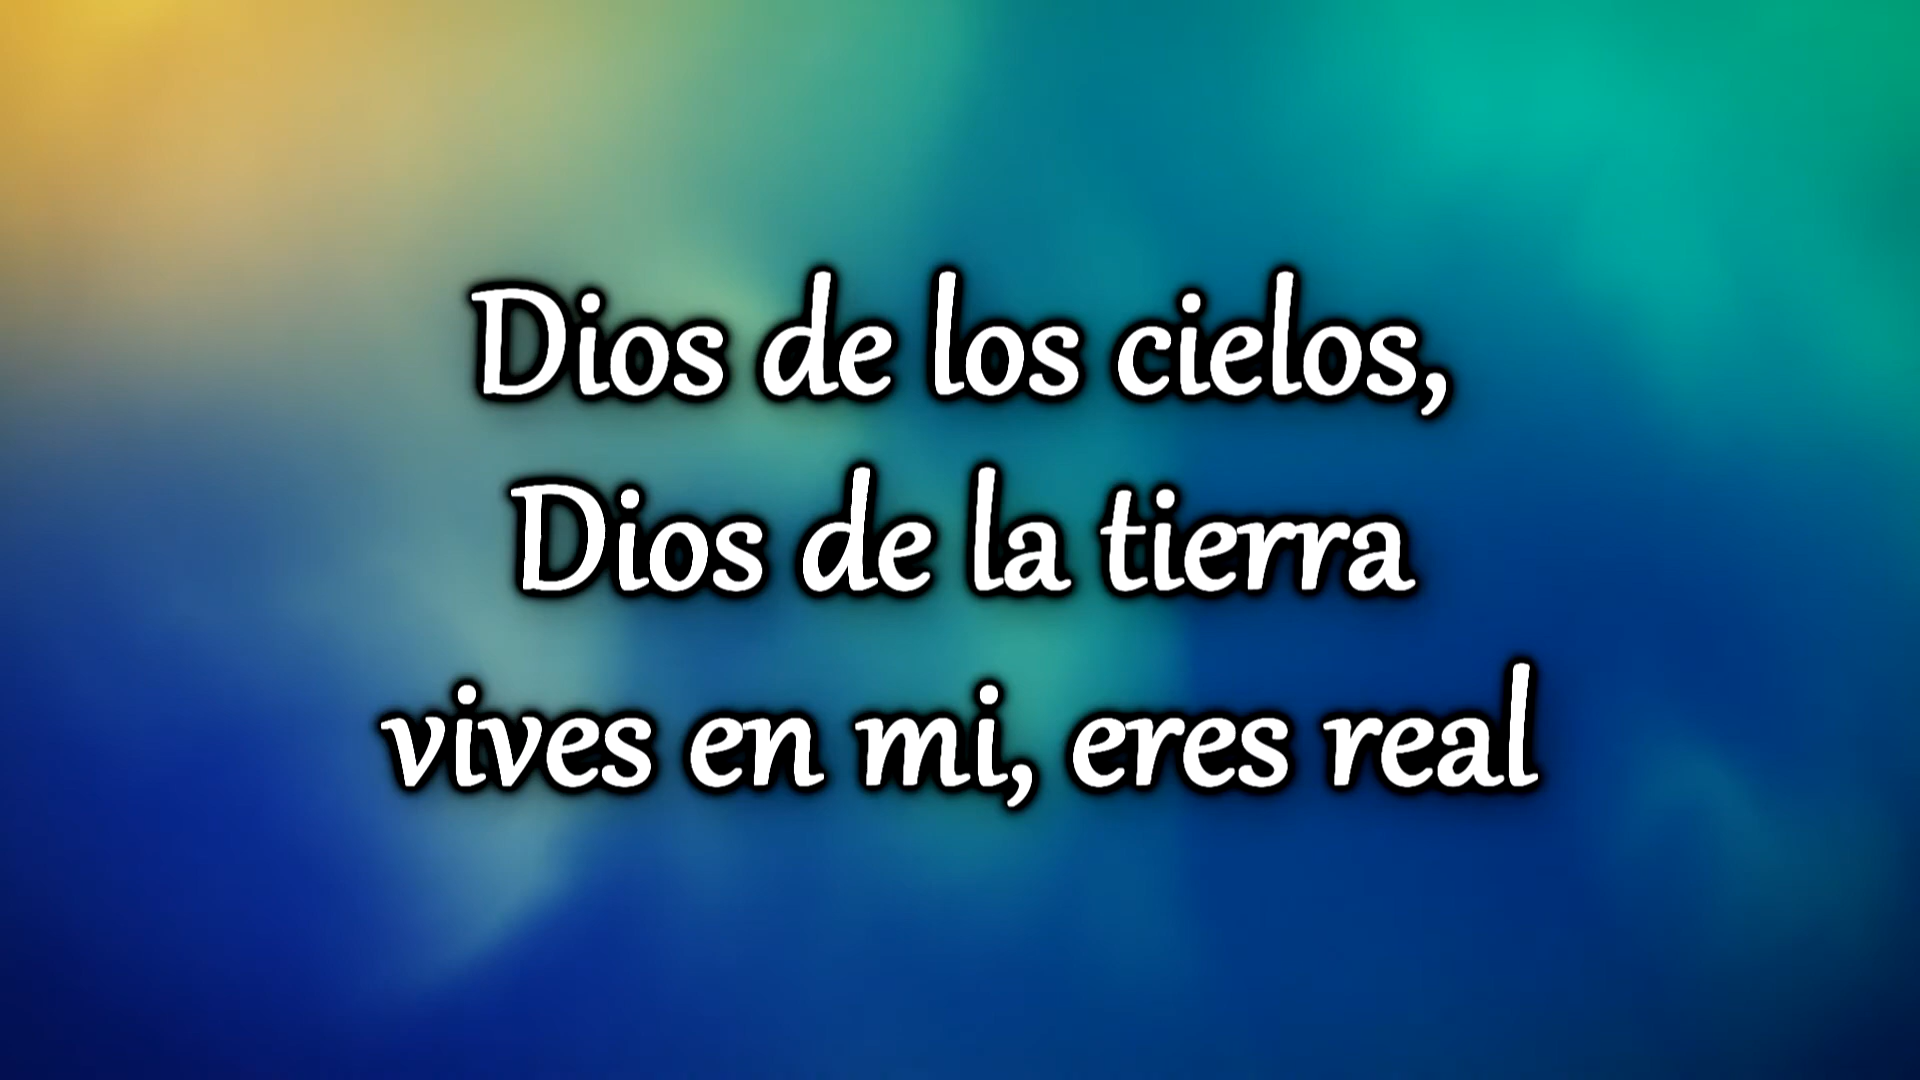 Dios de los cielos,
Dios de la tierra
vives en mi, eres real